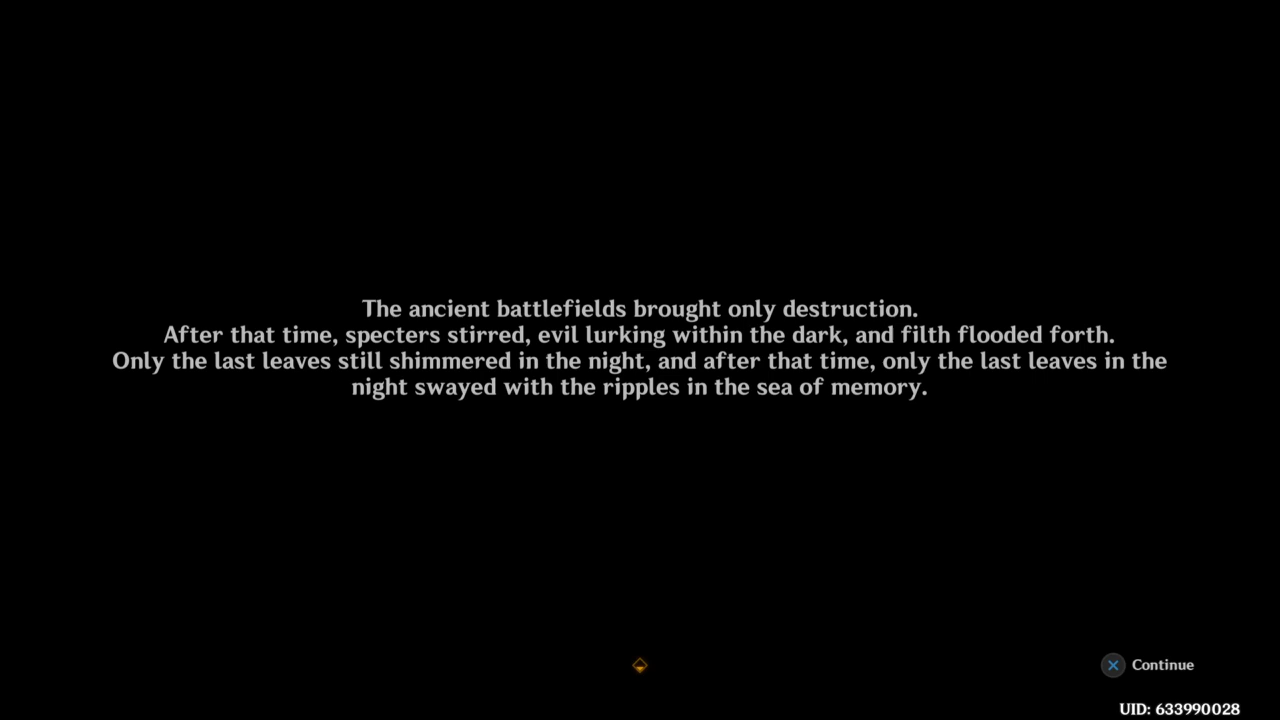 The ancient battlefields brought only destruction.
After that time, specters stirred, evil lurking within the dark, and filth flooded forth.
Only the last leaves still shimmered in the night, and after that time, only the last leaves in the
night swayed with the ripples in the sea of memory.
Continue
UID: 633990028